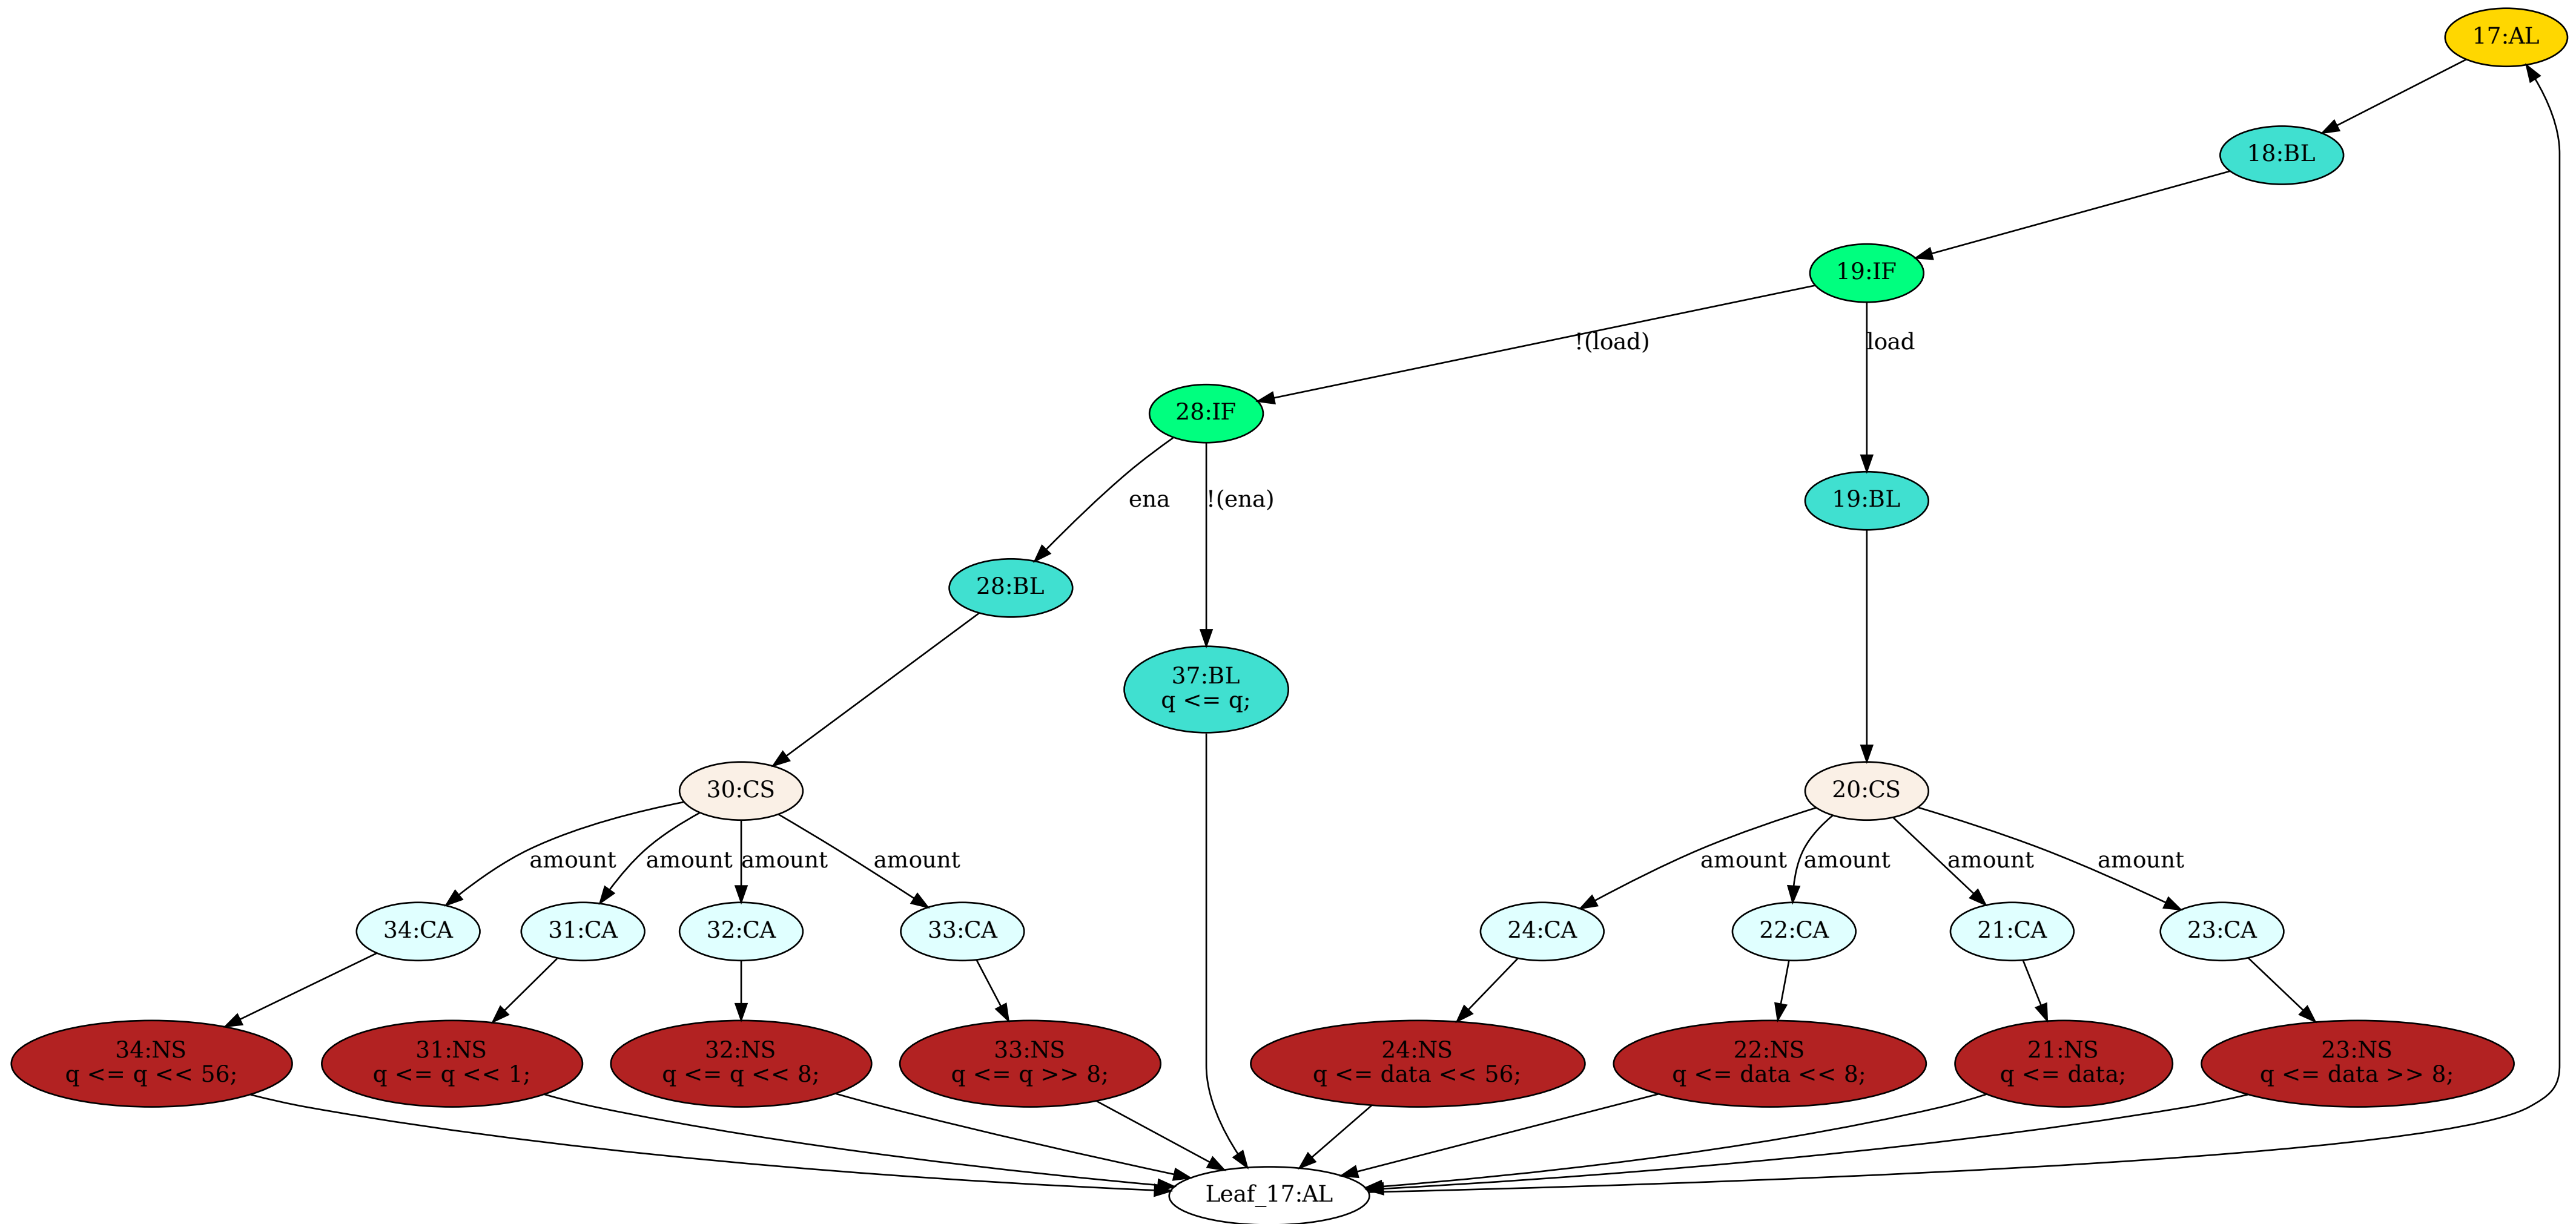 17:AL
18:BL
19:IF
!(load)
load
28:IF
ena
!(ena)
19:BL
28:BL
37:BL
q <= q;
30:CS
20:CS
amount
amount
amount
amount
amount
amount
amount
amount
34:CA
31:CA
32:CA
33:CA
24:CA
22:CA
21:CA
23:CA
34:NS
q <= q << 56;
31:NS
q <= q << 1;
32:NS
q <= q << 8;
33:NS
q <= q >> 8;
24:NS
q <= data << 56;
22:NS
q <= data << 8;
21:NS
q <= data;
23:NS
q <= data >> 8;
Leaf_17:AL